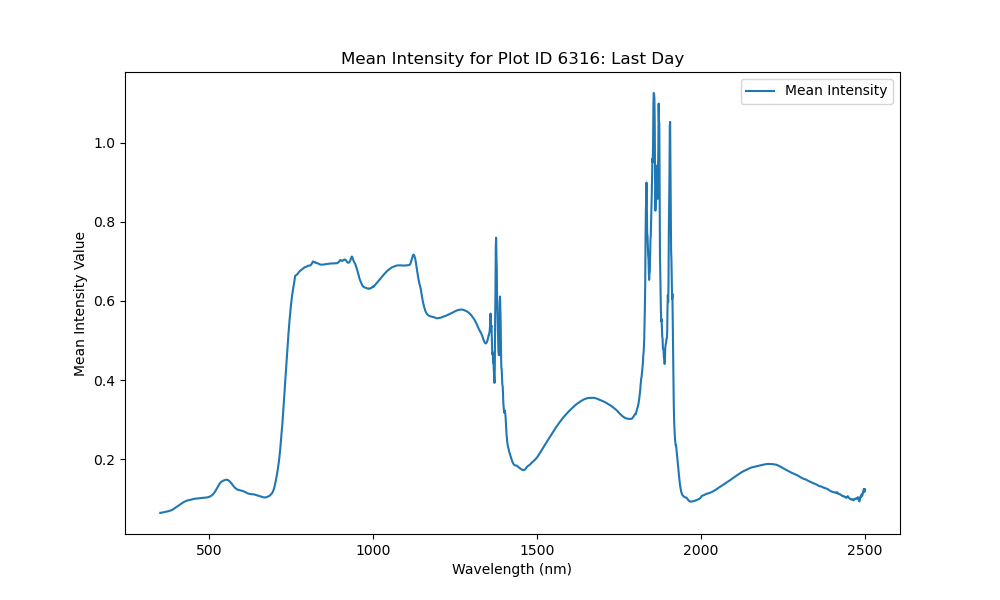 Mean Intensity for Plot ID 6316: Last Day
Mean Intensity
Mean Intensity Value
1.0
0.8
0.6
0.4
0.2
500 1000 1500 2000 2500
Wavelength (nm)